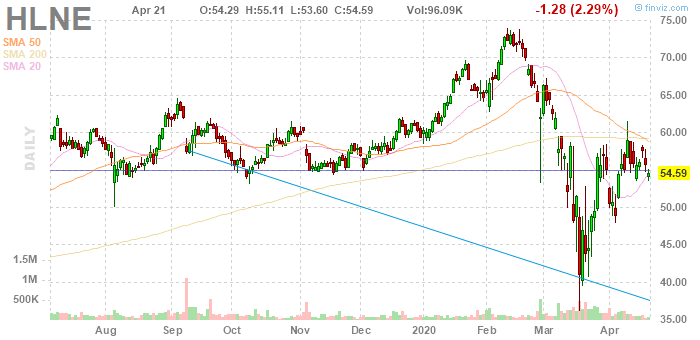 HLNE Apr 21 O:54.29 H:55.11 L:53.60 C:54.59 Vol:96.09K -1.28 (2.29%)
© finviz.com
SMA 50
SMA 200
SMA 20
DAILY
75.00
70.00
65.00
60.00
54.59
50.00
45.00
40.00
35.00
1.5M
1M
500K
Aug Sep Oct Nov Dec 2020 Feb Mar Apr